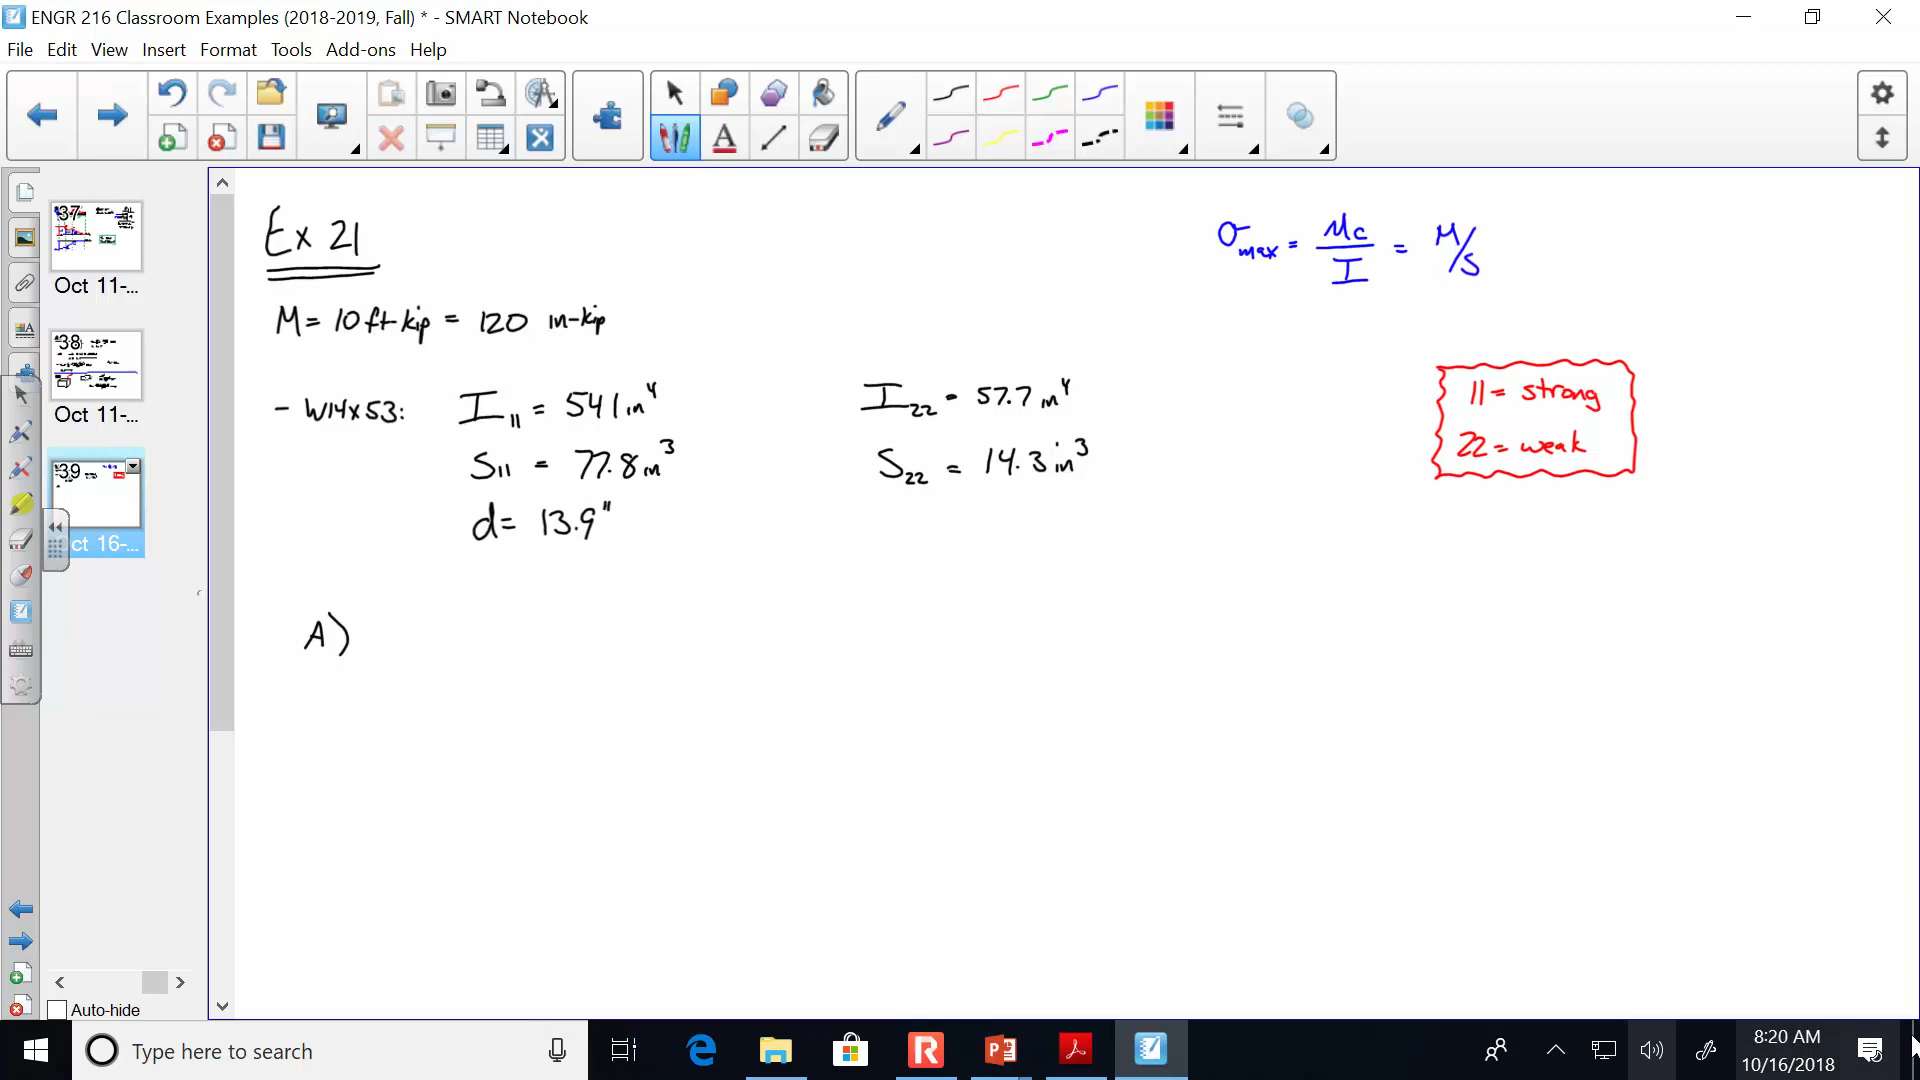 ENGR 216 Classroom Examples (2018-2019, Fall) * - SMART Notebook
File Edit View Insert Format Tools Add-ons Help
37
Oct 11-...
38
Oct 11-...
39
ct 16-...
Auto-hide
Ex 21
σmax = Mc/I = M/S
M = 10 ft-kip = 120 in-kip
- W14x53: I11 = 541 in⁴ I22 = 57.7 in⁴
S11 = 77.8 in³ S22 = 14.3 in³
d = 13.9"
11 = strong
22 = weak
A)
Type here to search
8:20 AM
10/16/2018